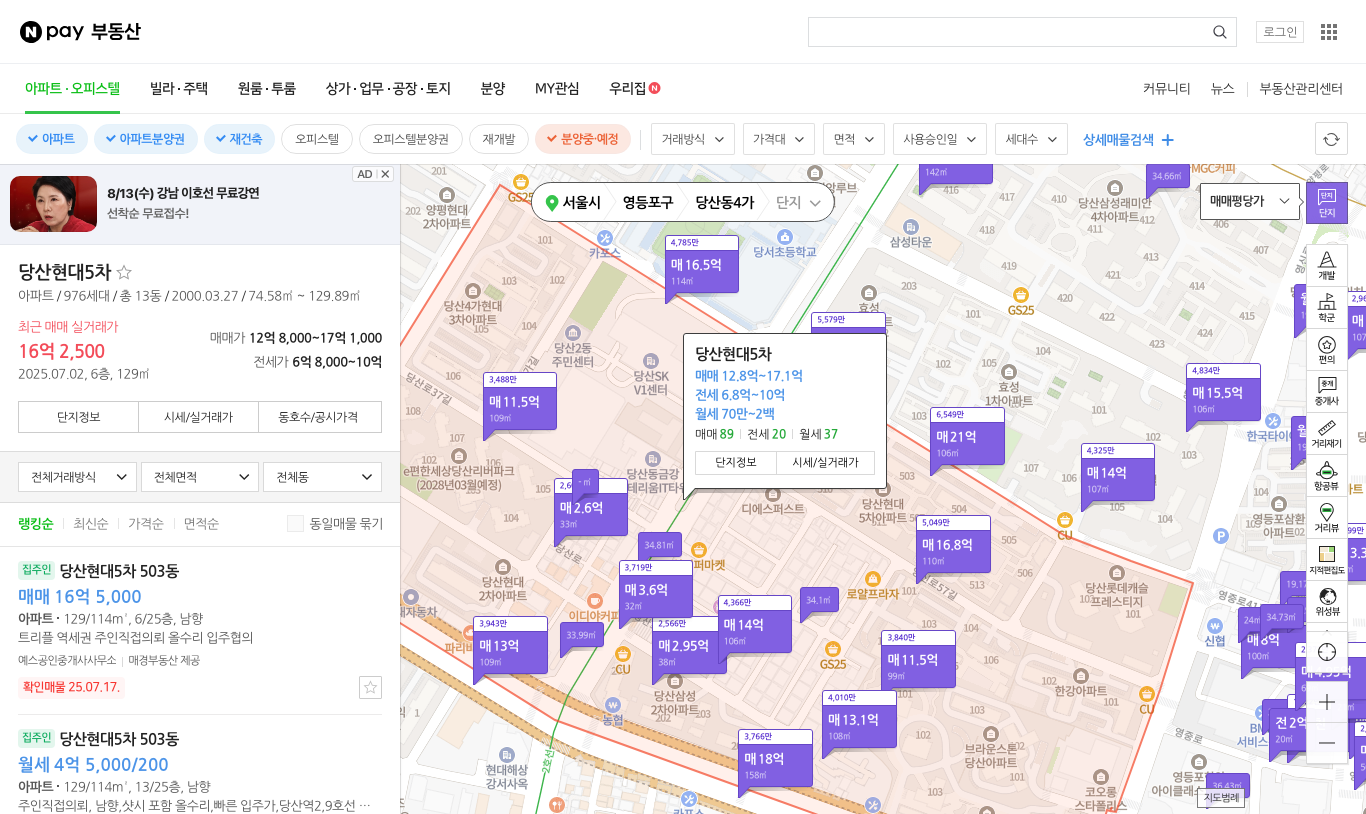 N pay 부동산
로그인
아파트·오피스텔
빌라·주택
원룸·투룸
상가·업무·공장·토지
분양
MY관심
우리집 N
커뮤니티
뉴스
부동산관리센터
아파트
아파트분양권
재건축
오피스텔
오피스텔분양권
재개발
분양중·예정
거래방식
가격대
면적
사용승인일
세대수
상세매물검색
AD
8/13(수) 강남 이호선 무료강연
선착순 무료접수!
당산현대5차
아파트 / 976세대 / 총 13동 / 2000.03.27 / 74.58㎡ ~ 129.89㎡
최근 매매 실거래가
16억 2,500
2025.07.02, 6층, 129㎡
매매가 12억 8,000~17억 1,000
전세가 6억 8,000~10억
단지정보
시세/실거래가
동호수/공시가격
전체거래방식
전체면적
전체동
랭킹순
최신순
가격순
면적순
동일매물 묶기
집주인 당산현대5차 503동
매매 16억 5,000
아파트 · 129/114㎡, 6/25층, 남향
트리플 역세권 주인직접의뢰 올수리 입주협의
예스공인중개사사무소 | 매경부동산 제공
확인매물 25.07.17.
집주인 당산현대5차 503동
월세 4억 5,000/200
아파트 · 129/114㎡, 13/25층, 남향
주인직접의뢰, 남향,샷시 포함 올수리,빠른 입주가,당산역2,9호선 ⋯
서울시
영등포구
당산동4가
단지
매매평당가
단지
개발
학군
편의
중개
중개사
거리재기
항공뷰
거리뷰
지적편집도
위성뷰
지도범례
당산현대5차
매매 12.8억~17.1억
전세 6.8억~10억
월세 70만~2백
매매 89
전세 20
월세 37
단지정보
시세/실거래가
4,785만
매 16.5억
114㎡
142㎡
34.66㎡
5,579만
3,488만
매 11.5억
109㎡
4,834만
매 15.5억
106㎡
6,549만
매 21억
106㎡
4,325만
매 14억
107㎡
- ㎡
매 2.6억
33㎡
5,049만
매 16.8억
110㎡
34.81㎡
3,719만
매 3.6억
32㎡
34.1㎡
4,366만
매 14억
106㎡
3,943만
매 13억
109㎡
33.99㎡
2,566만
매 2.95억
38㎡
3,840만
매 11.5억
99㎡
4,010만
매 13.1억
108㎡
3,766만
매 18억
158㎡
34.73㎡
매 8억
100㎡
전 2억
20㎡
36.43㎡
GS25
양평현대
2차아파트
카포스
당서초등학교
삼성타운
당산삼성래미안
4차아파트
MGC커피
당산4가현대
3차아파트
당산2동
주민센터
당산SK
V1센터
효성
GS25
효성
1차아파트
당산로37길
e편한세상당산리버파크
(2028년03월예정)
당산동금강
디에스퍼스트
당산현대
5차아파트
CU
영등포삼환
당산로
당산현대
2차아파트
이디야커피
로얄프라자
당산롯데캐슬
프레스티지
신협
CU
GS25
당산삼성
2차아파트
농협
한강아파트
CU
현대해상
강서사옥
2호선
브라운스톤
당산아파트
코오롱
스타폴리스
영중로